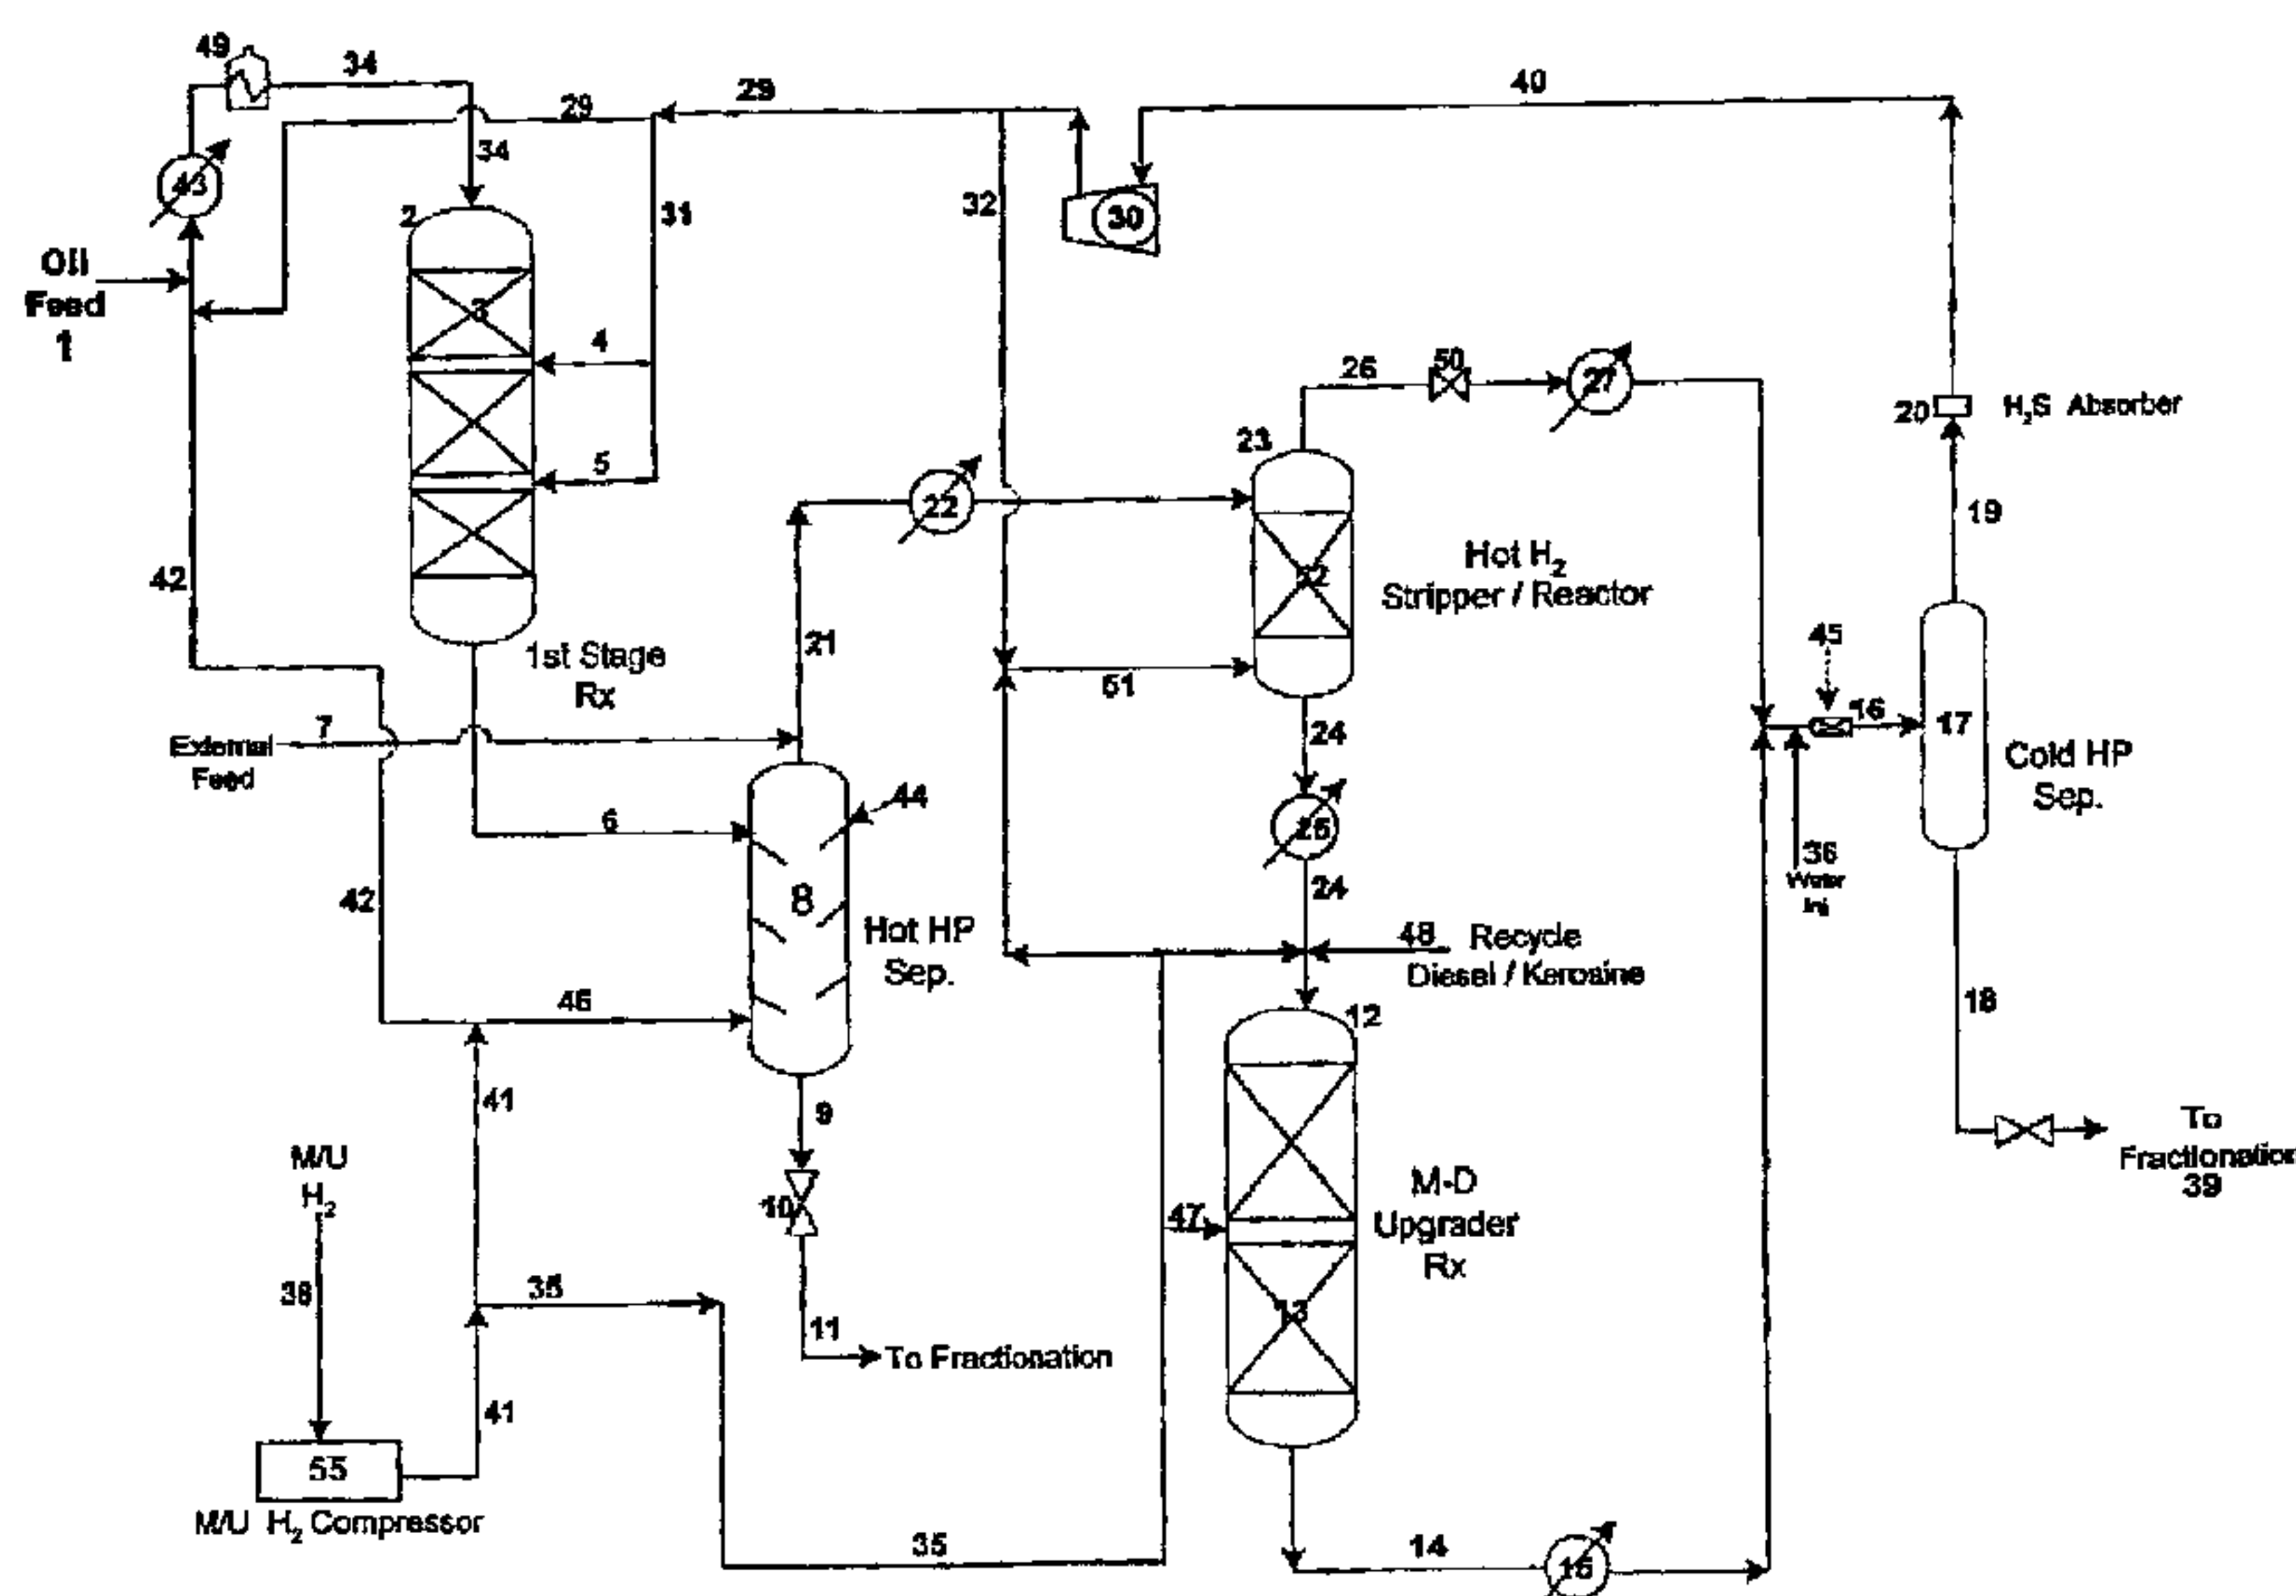 49
34
29
29
40
34
43
2
31
32
30
Oil
Feed
1
3
4
26
50
27
20
H₂S Absorber
23
5
22
19
42
Hot H₂
Stripper / Reactor
52
21
1st Stage
Rx
51
45
7
External
Feed
24
16
17
Cold HP
Sep.
44
6
25
36
Water
Inj
42
8
24
Hot HP
Sep.
48
Recycle
Diesel / Kerosine
46
12
18
41
9
To
Fractionation
39
M/U
H₂
10
M-D
Upgrader
Rx
47
38
35
13
11
To Fractionation
41
55
M/U H₂ Compressor
35
14
15